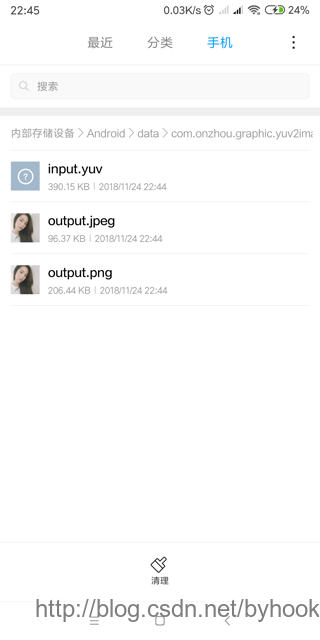 22:45 0.03K/s 24%
最近 分类 手机
搜索
内部存储设备 > Android > data > com.onzhou.graphic.yuv2ima
input.yuv
390.15 KB | 2018/11/24 22:44
output.jpeg
96.37 KB | 2018/11/24 22:44
output.png
206.44 KB | 2018/11/24 22:44
清理
http://blog.csdn.net/byhook